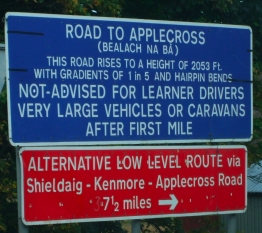 ROAD TO APPLECROSS
(BEALACH NA BÀ)
THIS ROAD RISES TO A HEIGHT OF 2053 Ft.
WITH GRADIENTS OF 1 in 5 AND HAIRPIN BENDS
NOT-ADVISED FOR LEARNER DRIVERS
VERY LARGE VEHICLES OR CARAVANS
AFTER FIRST MILE
ALTERNATIVE LOW LEVEL ROUTE via
Shieldaig - Kenmore - Applecross Road
7½ miles →